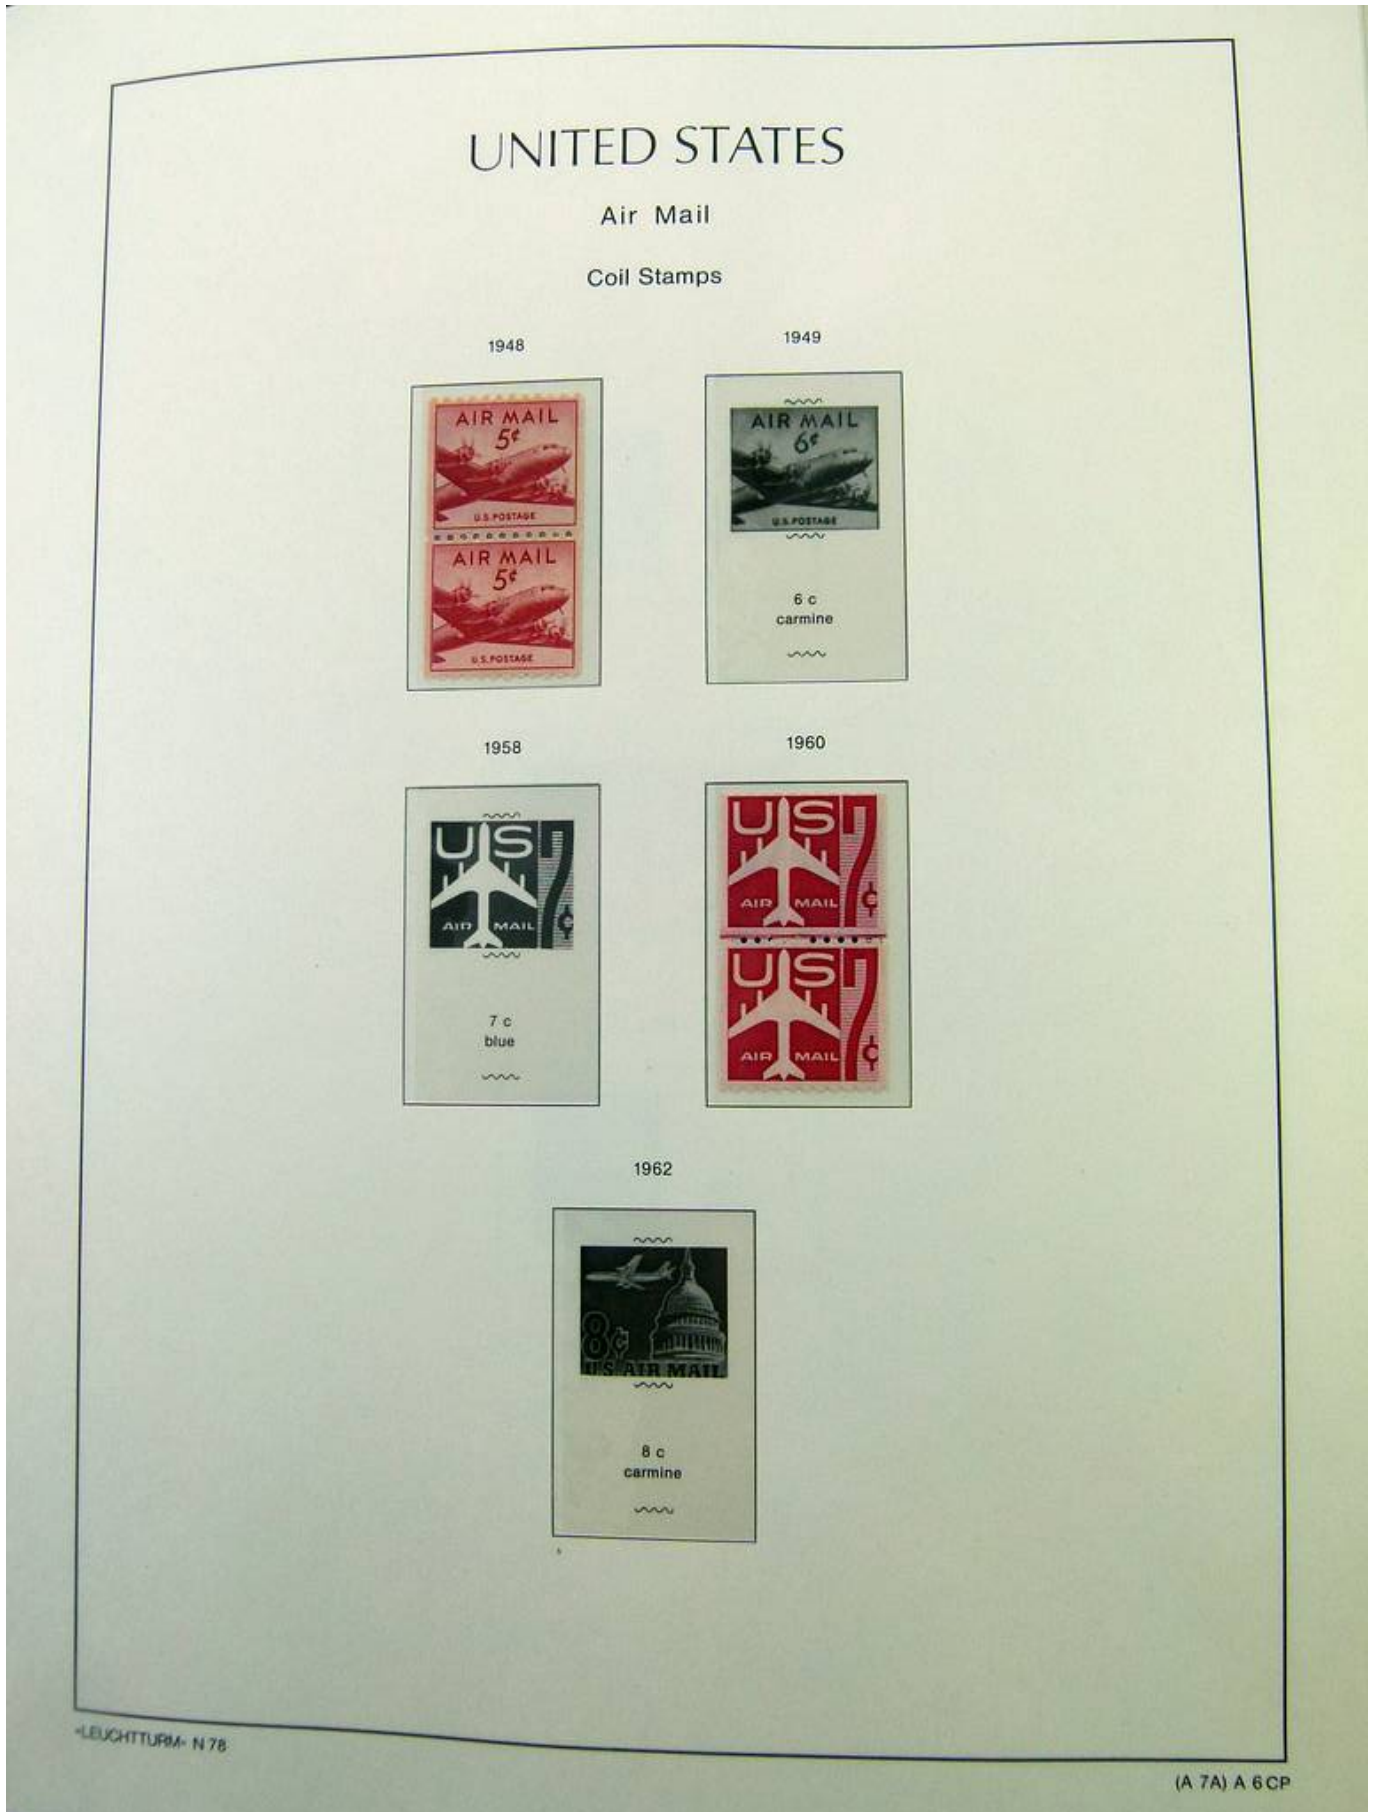 UNITED STATES
Air Mail
Coil Stamps
1948
1949
AIR MAIL
5¢
U.S. POSTAGE
AIR MAIL
5¢
U.S. POSTAGE
AIR MAIL
6¢
U.S. POSTAGE
6 c
carmine
1958
1960
US 7¢
AIR MAIL
7 c
blue
US 7¢
AIR MAIL
US 7¢
AIR MAIL
1962
8¢
U.S. AIR MAIL
8 c
carmine
«LEUCHTTURM» N 78
(A 7A) A 6 CP